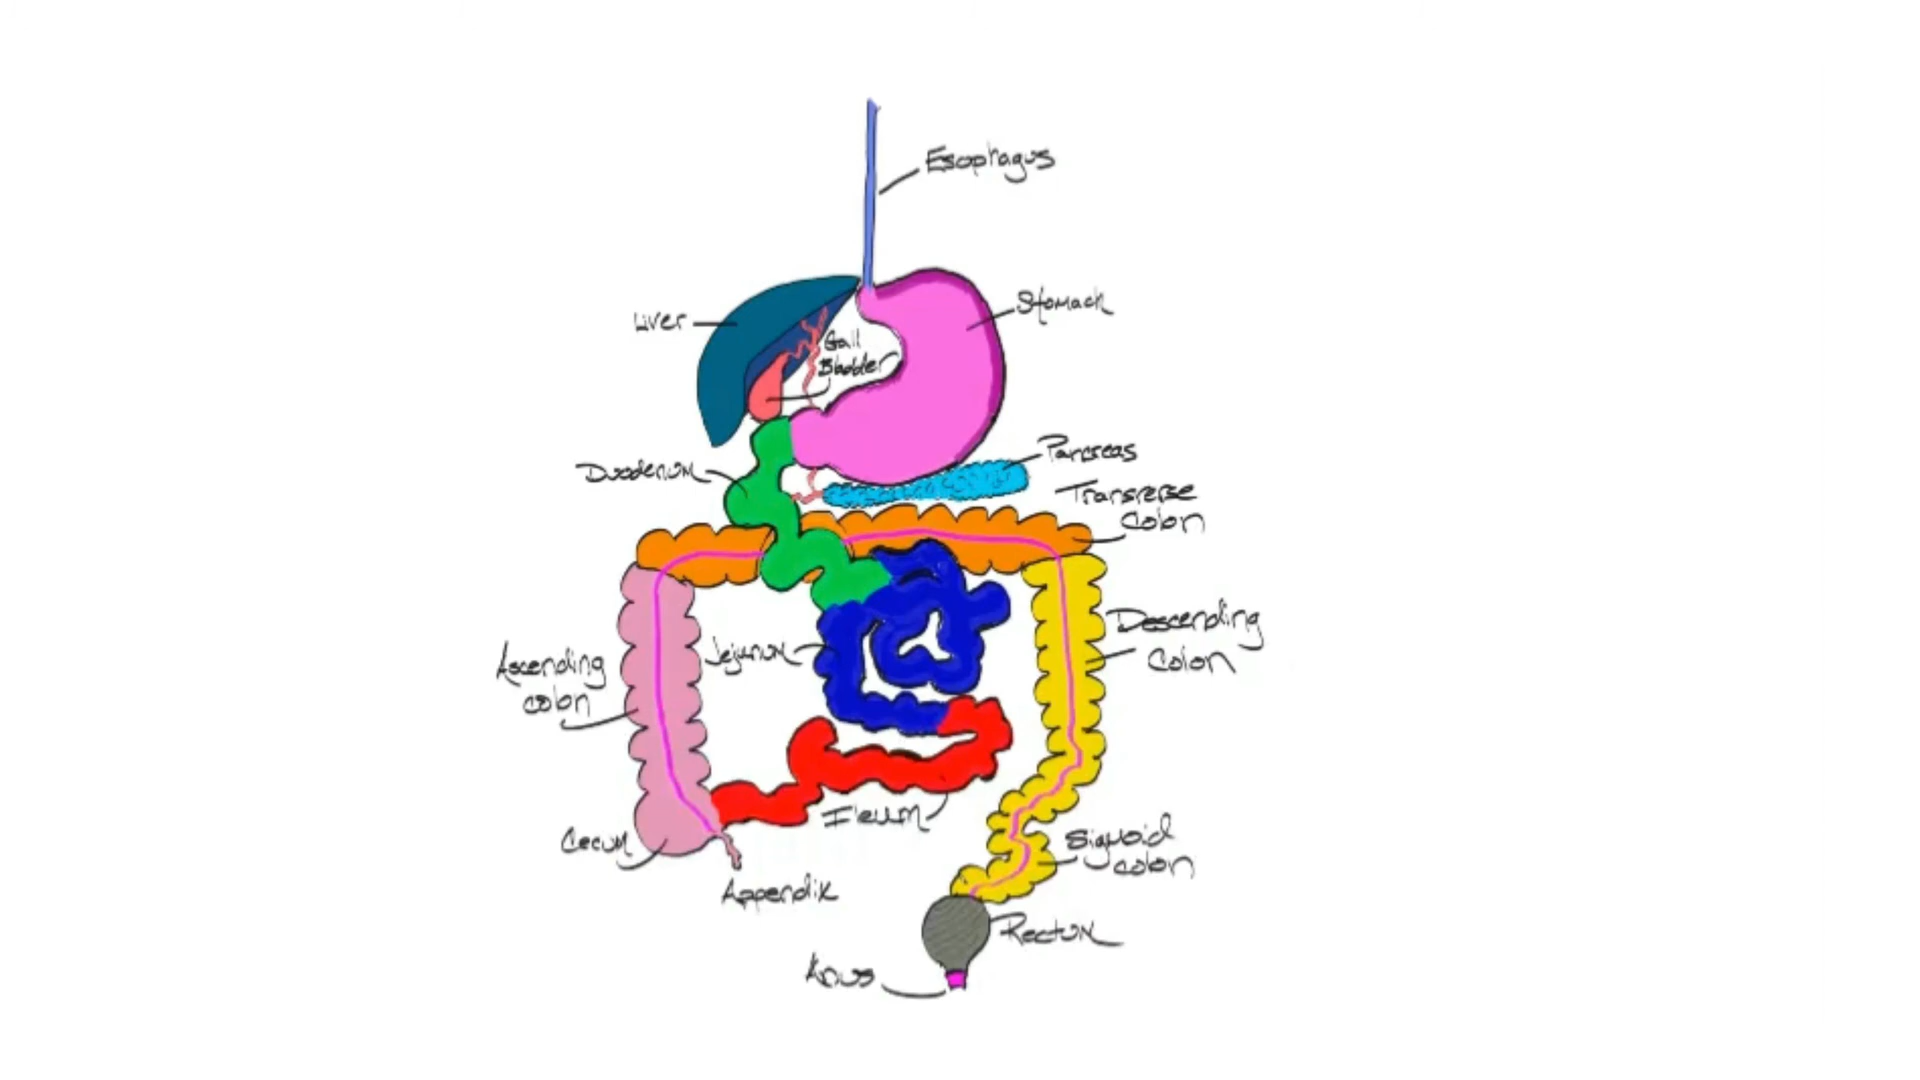 Esophagus
Liver
Stomach
Gall
Bladder
Duodenum
Pancreas
Transverse
Colon
Descending
Colon
Jejunum
Ascending
colon
Ileum
Cecum
Sigmoid
colon
Appendix
Rectum
Anus